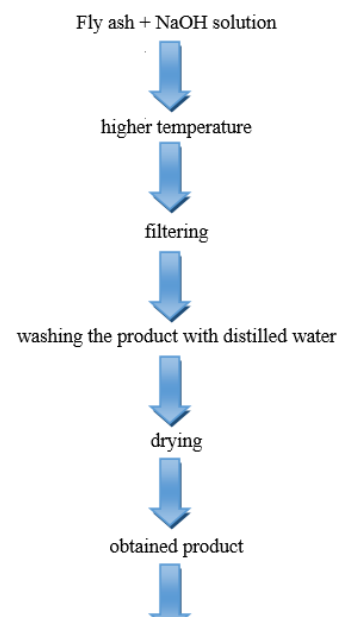 Fly ash + NaOH solution
higher temperature
filtering
washing the product with distilled water
drying
obtained product